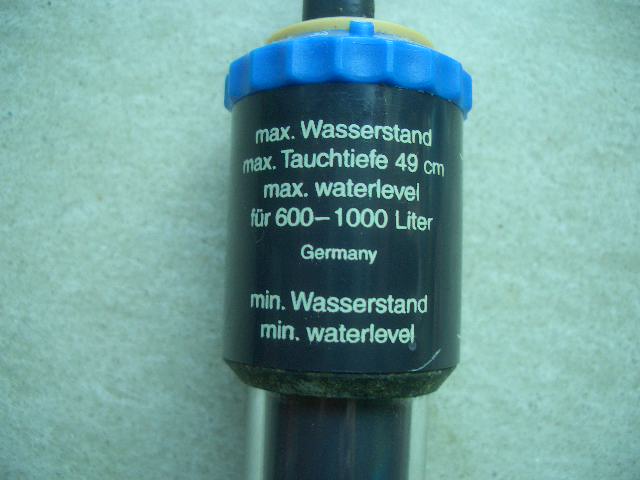 max. Wasserstand
max. Tauchtiefe 49 cm
max. waterlevel
für 600–1000 Liter
Germany
min. Wasserstand
min. waterlevel